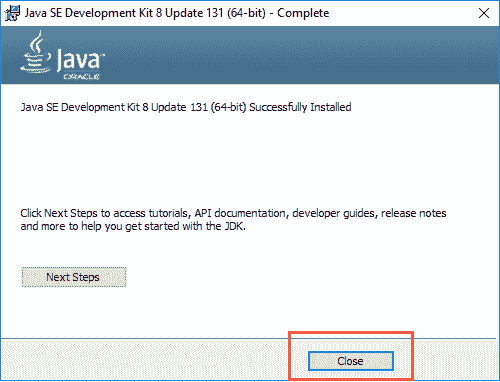 Java SE Development Kit 8 Update 131 (64-bit) - Complete
Java
ORACLE
Java SE Development Kit 8 Update 131 (64-bit) Successfully Installed
Click Next Steps to access tutorials, API documentation, developer guides, release notes
and more to help you get started with the JDK.
Next Steps
Close